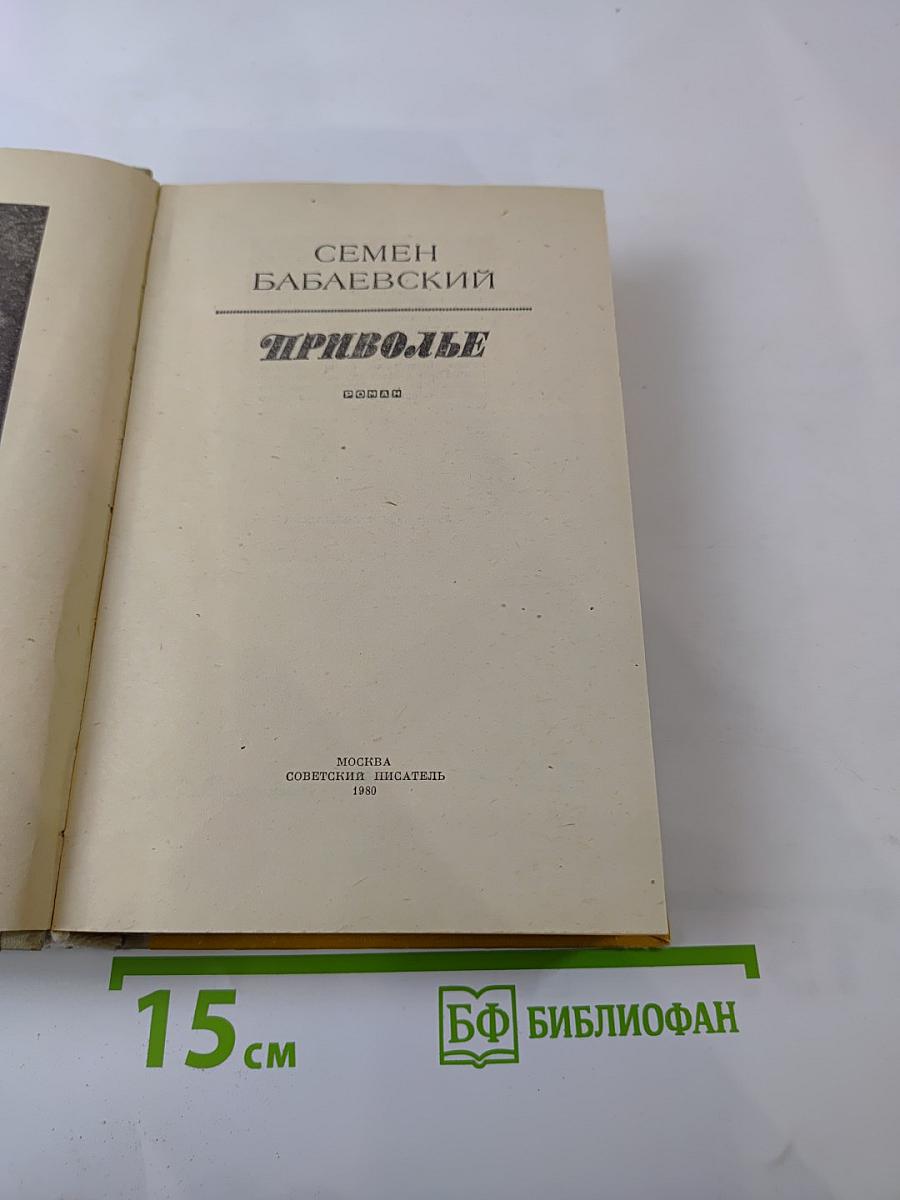 СЕМЕН
БАБАЕВСКИЙ
ПРИВОЛЬЕ
РОМАН
МОСКВА
СОВЕТСКИЙ ПИСАТЕЛЬ
1980
15 см
БФ БИБЛИОФАН